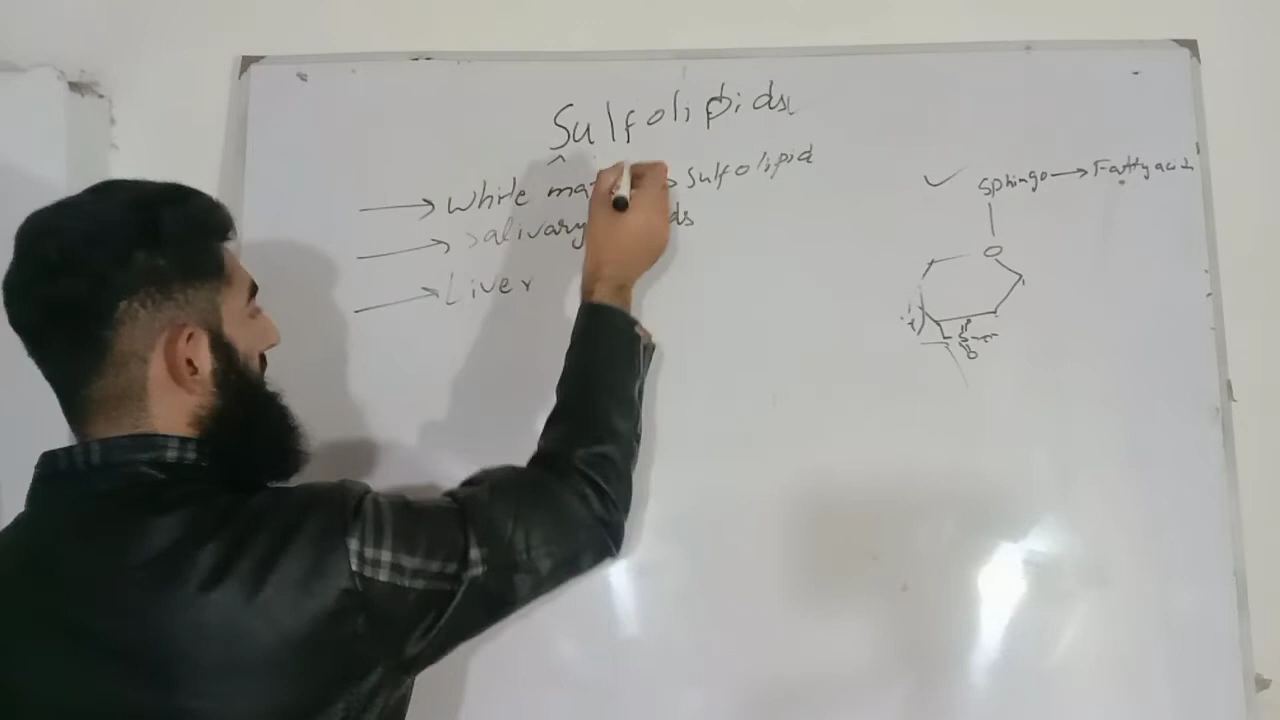 Sulfolipids
White ma sulfolipid
Salivary ds
Liver
✓ Sphingo → Fatty acid
O
S
O